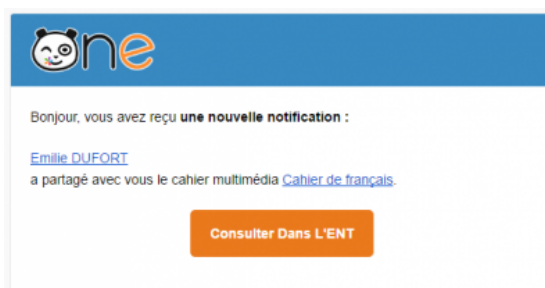 One
Bonjour, vous avez reçu une nouvelle notification :
Emilie DUFORT
a partagé avec vous le cahier multimédia Cahier de français.
Consulter Dans L'ENT